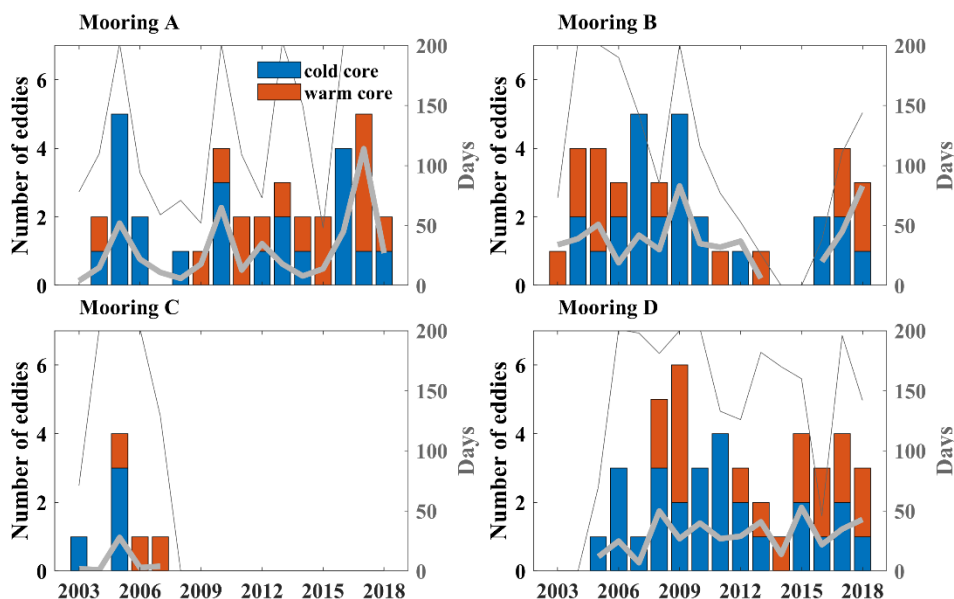 Mooring A
Mooring B
Number of eddies
6
4
2
0
cold core
warm core
200
150
100
50
0
Days
Number of eddies
6
4
2
0
200
150
100
50
0
Days
Mooring C
Mooring D
Number of eddies
6
4
2
0
2003 2006 2009 2012 2015 2018
200
150
100
50
0
Days
Number of eddies
6
4
2
0
2003 2006 2009 2012 2015 2018
200
150
100
50
0
Days